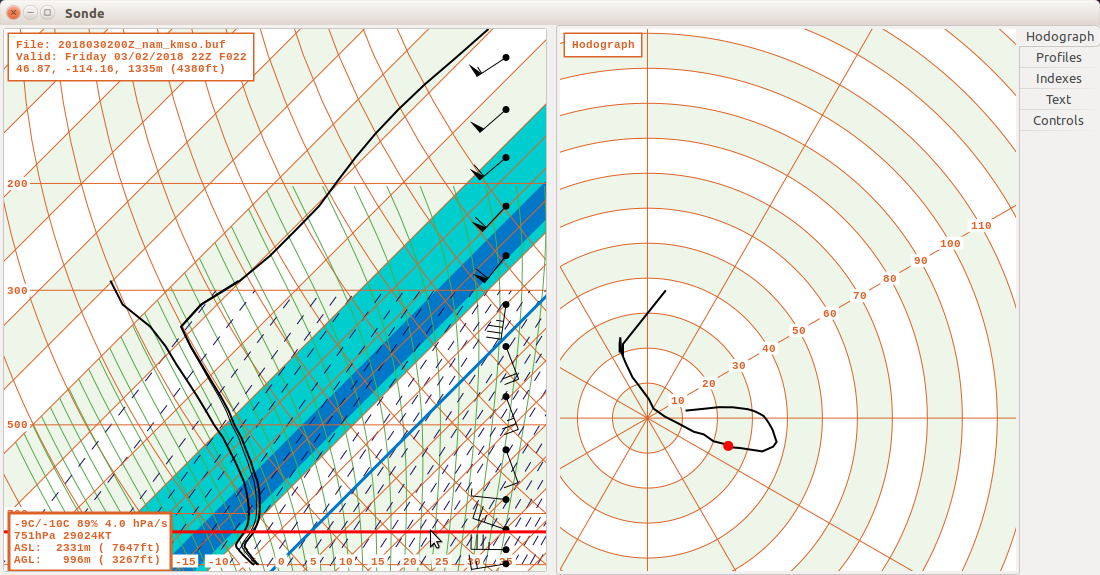 Sonde
File: 2018030200Z_nam_kmso.buf
Valid: Friday 03/02/2018 22Z F022
46.87, -114.16, 1335m (4380ft)
200
300
500
-9C/-10C 89% 4.0 hPa/s
751hPa 29024KT
ASL: 2331m ( 7647ft)
AGL: 996m ( 3267ft)
-15 -10 0 5 10 15 20 25 30
Hodograph
10
20
30
40
50
60
70
80
90
100
110
Hodograph
Profiles
Indexes
Text
Controls